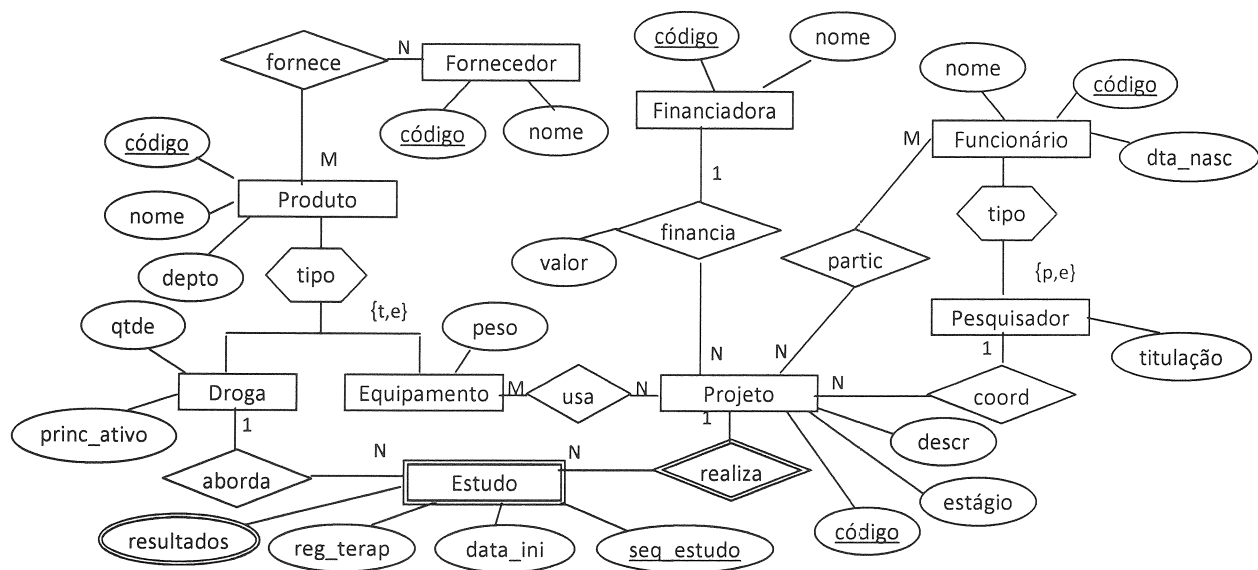 código
nome
fornece
N
Fornecedor
código
nome
Financiadora
nome
código
Funcionário
dta_nasc
código
nome
M
Produto
nome
depto
1
M
tipo
valor
financia
partic
tipo
{p,e}
{t,e}
qtde
peso
Pesquisador
titulação
1
N
N
Droga
Equipamento
M
usa
N
Projeto
N
coord
princ_ativo
1
1
descr
aborda
N
Estudo
N
realiza
estágio
resultados
reg_terap
data_ini
seq_estudo
código